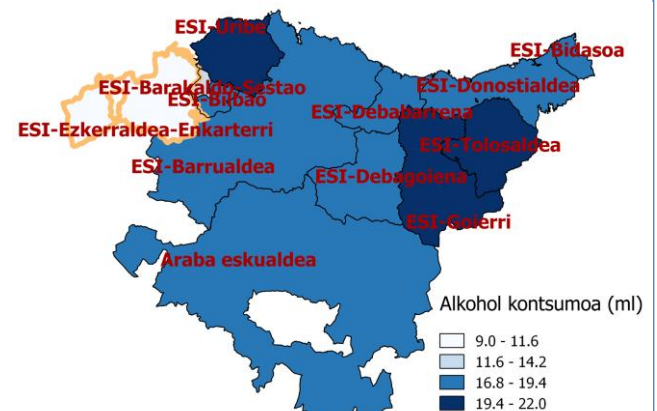 ESI-Uribe
ESI-Bidasoa
ESI-Barakaldo-Sestao
ESI-Donostialdea
ESI-Bilbao
ESI-Debabarrena
ESI-Ezkerraldea-Enkarterri
ESI-Tolosaldea
ESI-Barrualdea
ESI-Debagoiena
ESI-Goierri
Araba eskualdea
Alkohol kontsumoa (ml)
9.0 - 11.6
11.6 - 14.2
16.8 - 19.4
19.4 - 22.0